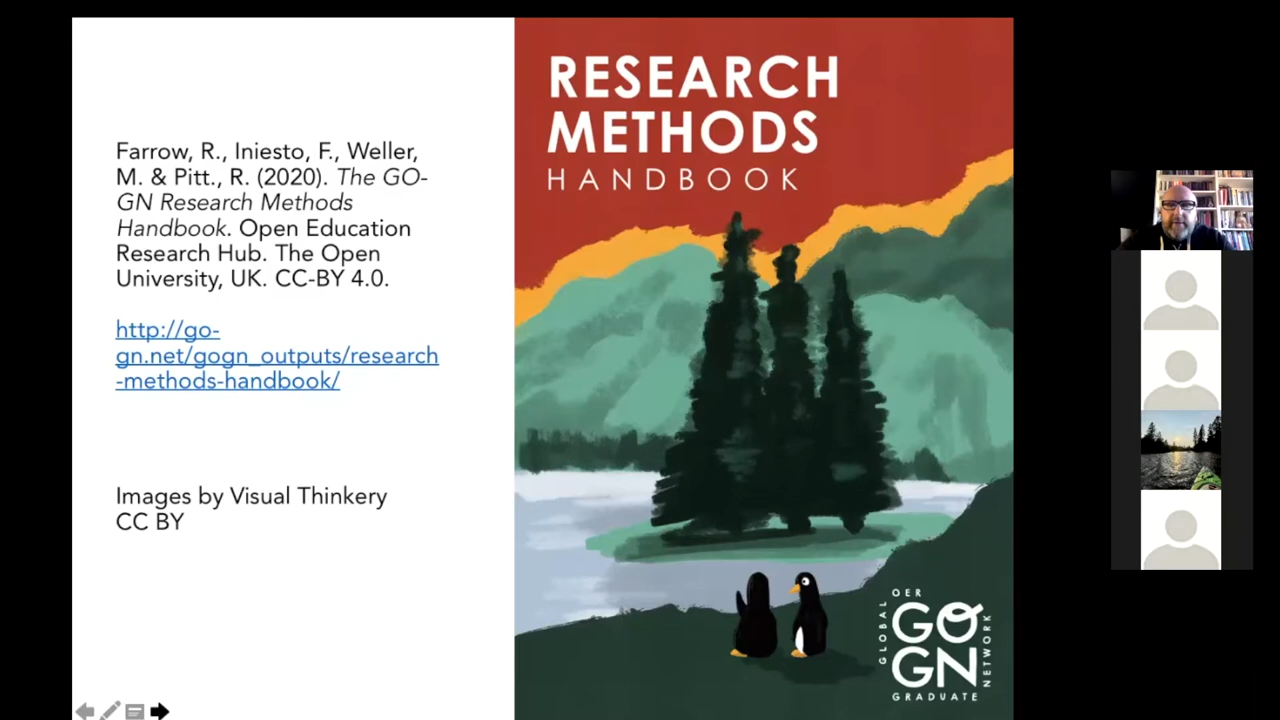 Farrow, R., Iniesto, F., Weller,
M. & Pitt., R. (2020). The GO-
GN Research Methods
Handbook. Open Education
Research Hub. The Open
University, UK. CC-BY 4.0.
http://go-
gn.net/gogn_outputs/research
-methods-handbook/
Images by Visual Thinkery
CC BY
RESEARCH
METHODS
HANDBOOK
OER
GLOBAL
GO
GN
NETWORK
GRADUATE